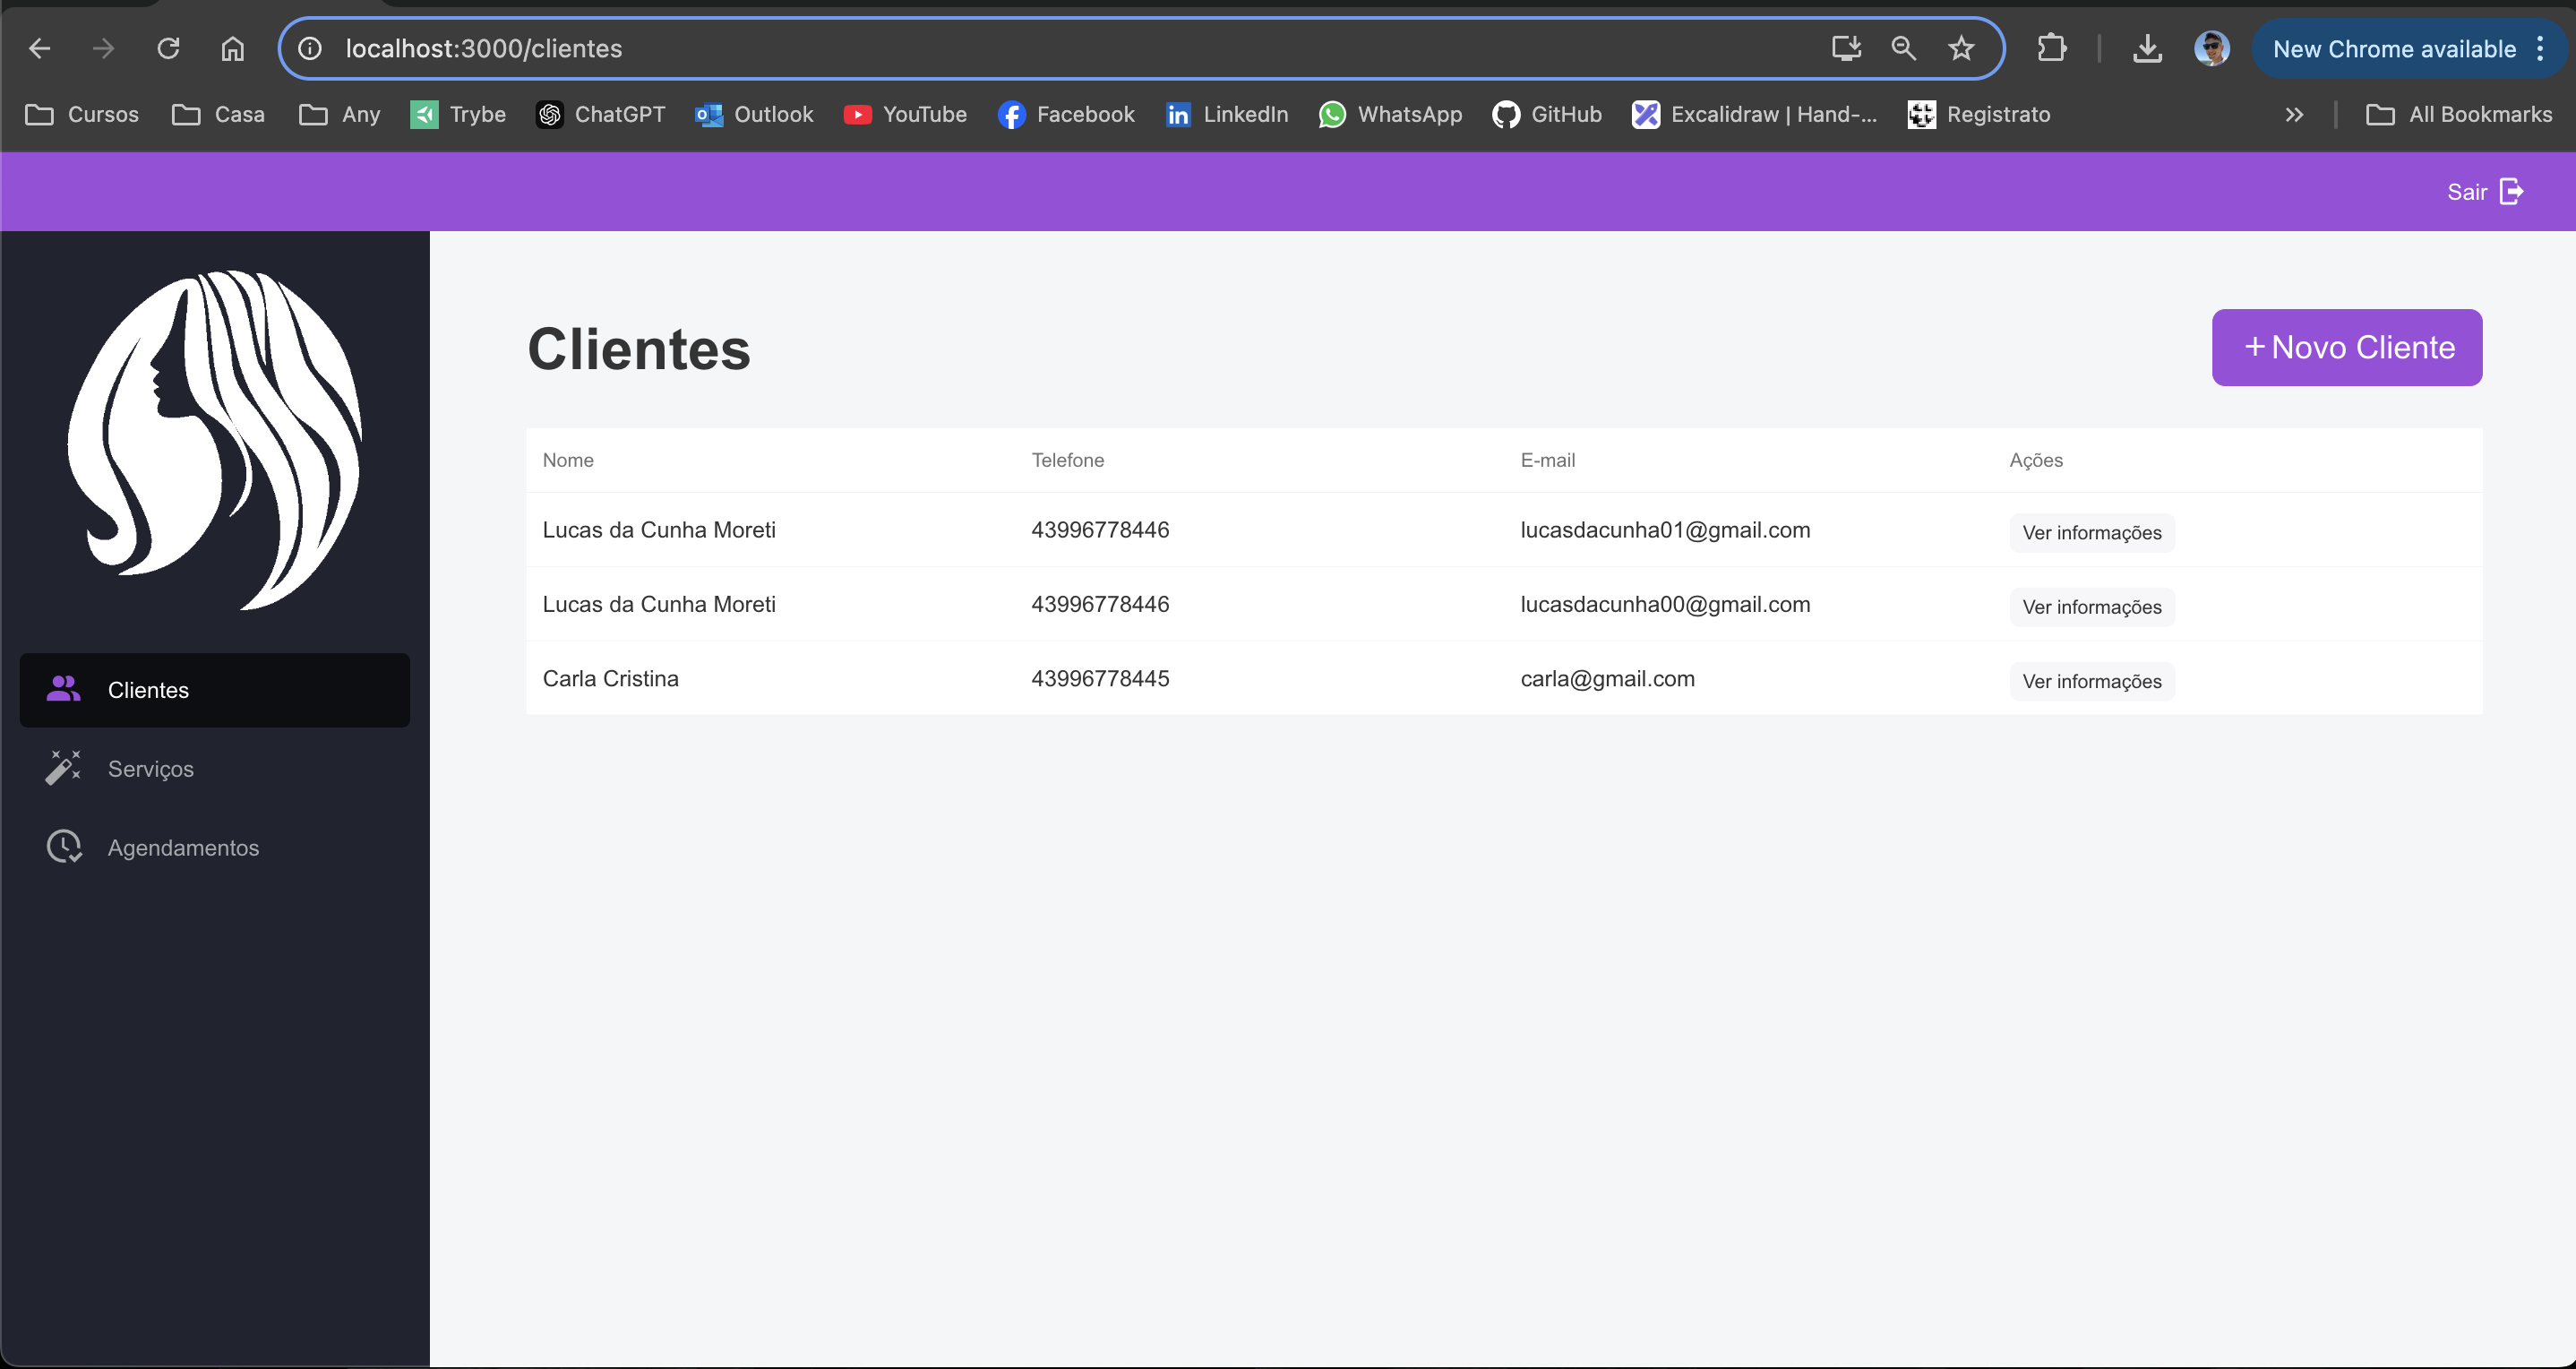 localhost:3000/clientes
New Chrome available
Cursos Casa Any Trybe ChatGPT Outlook YouTube Facebook LinkedIn WhatsApp GitHub Excalidraw | Hand-... Registrato All Bookmarks
Sair
Clientes
+ Novo Cliente
Nome Telefone E-mail Ações
Lucas da Cunha Moreti 43996778446 lucasdacunha01@gmail.com Ver informações
Lucas da Cunha Moreti 43996778446 lucasdacunha00@gmail.com Ver informações
Carla Cristina 43996778445 carla@gmail.com Ver informações
Clientes
Serviços
Agendamentos